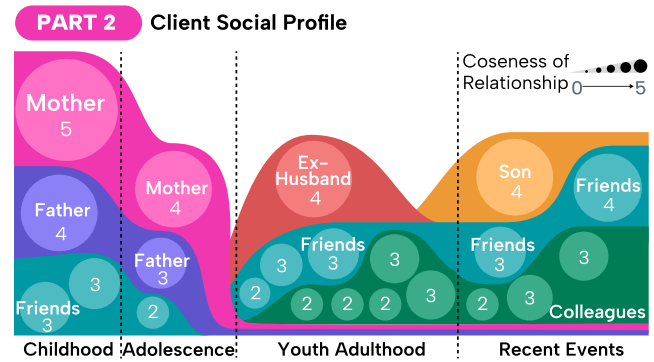 PART 2
Client Social Profile
Coseness of
Relationship
0
5
Mother
5
Father
4
Friends
3
3
Mother
4
Father
3
2
Ex-
Husband
4
Friends
3
3
2
3
2
2
2
3
Son
4
Friends
4
Friends
3
3
2
3
Colleagues
Childhood
Adolescence
Youth Adulthood
Recent Events